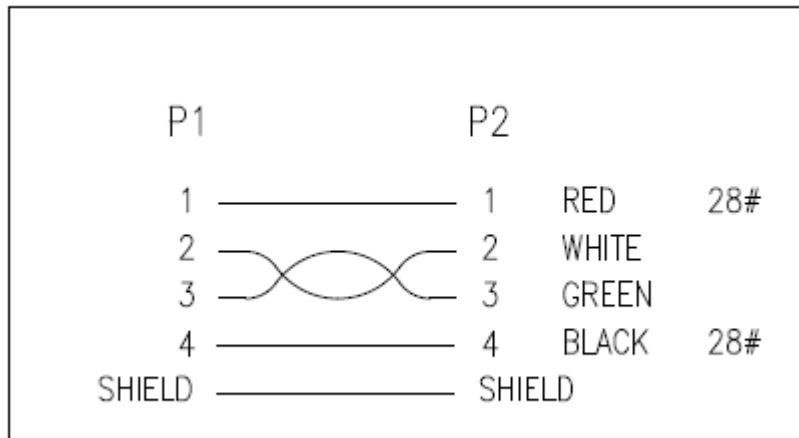 P1 P2
1 1 RED 28#
2 2 WHITE
3 3 GREEN
4 4 BLACK 28#
SHIELD SHIELD